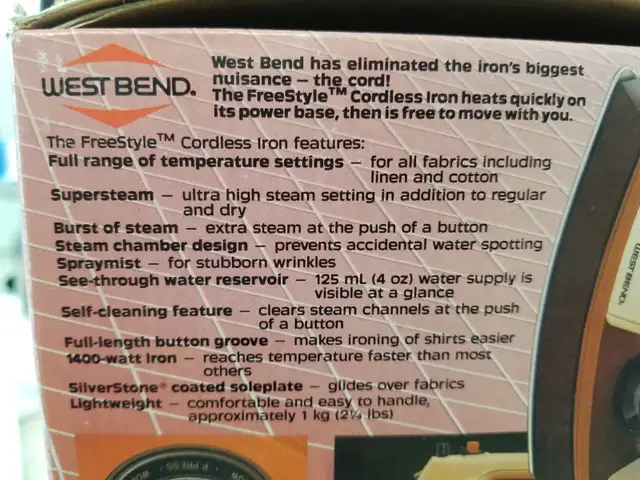 WEST BEND®
West Bend has eliminated the iron's biggest
nuisance – the cord!
The FreeStyle™ Cordless Iron heats quickly on
its power base, then is free to move with you.
The FreeStyle™ Cordless Iron features:
Full range of temperature settings – for all fabrics including
linen and cotton
Supersteam – ultra high steam setting in addition to regular
and dry
Burst of steam – extra steam at the push of a button
Steam chamber design – prevents accidental water spotting
Spraymist – for stubborn wrinkles
See-through water reservoir – 125 mL (4 oz) water supply is
visible at a glance
Self-cleaning feature – clears steam channels at the push
of a button
Full-length button groove – makes ironing of shirts easier
1400-watt Iron – reaches temperature faster than most
others
SilverStone® coated soleplate – glides over fabrics
Lightweight – comfortable and easy to handle,
approximately 1 kg (2¼ lbs)
WEST BEND.